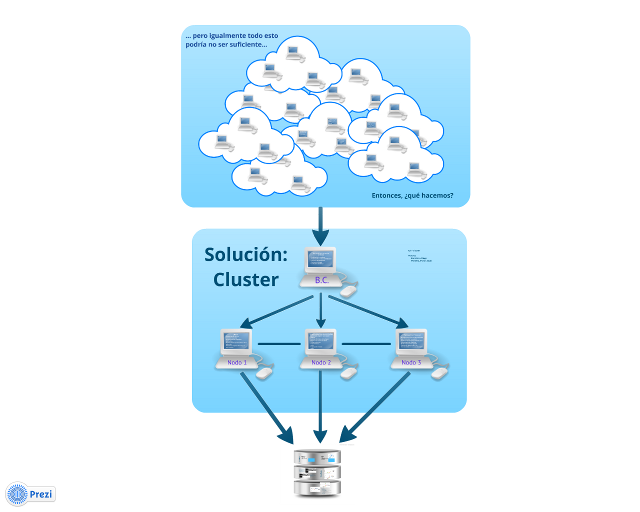 ... pero igualmente todo esto
podría no ser suficiente...
Entonces, ¿qué hacemos?
Solución:
Cluster
B.C.
Nodo 1
Nodo 2
Nodo 3
Prezi